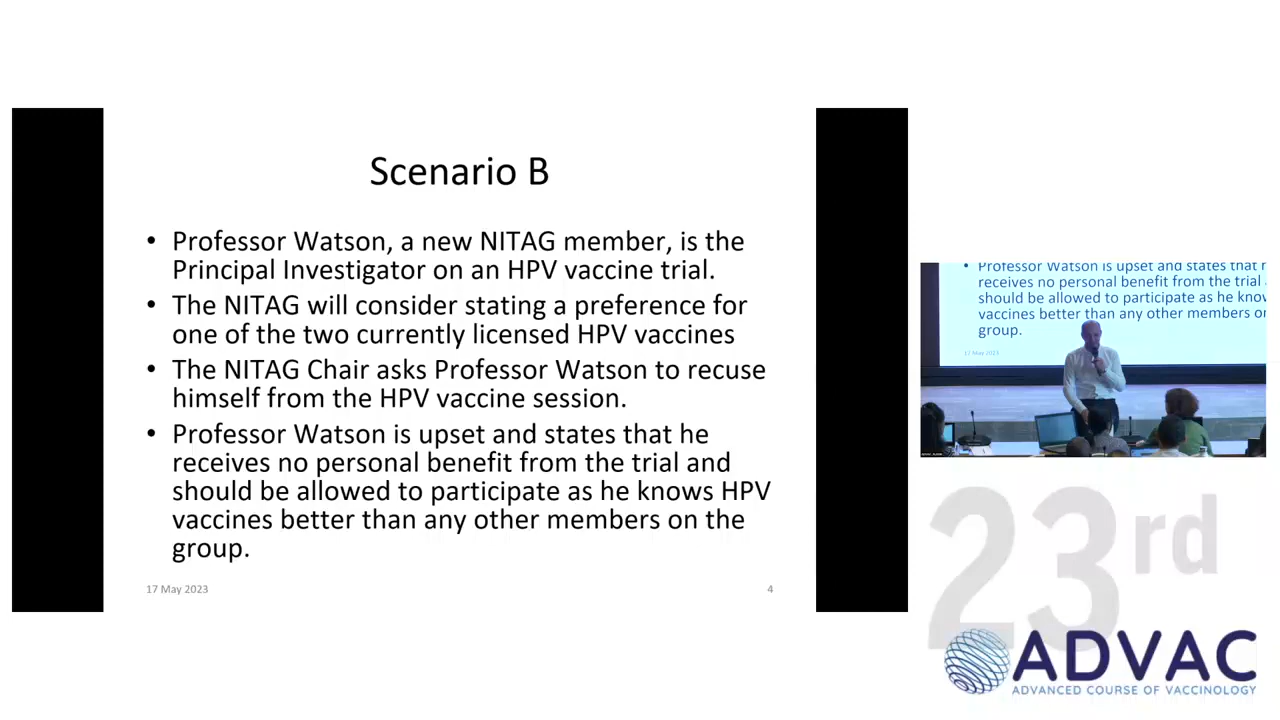 Scenario B
• Professor Watson, a new NITAG member, is the
Principal Investigator on an HPV vaccine trial.
• The NITAG will consider stating a preference for
one of the two currently licensed HPV vaccines
• The NITAG Chair asks Professor Watson to recuse
himself from the HPV vaccine session.
• Professor Watson is upset and states that he
receives no personal benefit from the trial and
should be allowed to participate as he knows HPV
vaccines better than any other members on the
group.
17 May 2023
4
• Professor Watson is upset and states that
receives no personal benefit from the trial
should be allowed to participate as he
vaccines better than any other members
group.
17 May 2023
23rd
ADVAC
ADVANCED COURSE OF VACCINOLOGY